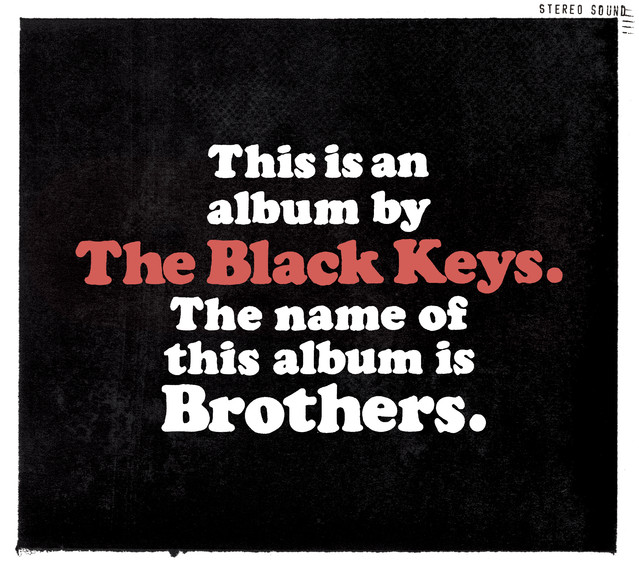 STEREO SOUND
This is an
album by
The Black Keys.
The name of
this album is
Brothers.